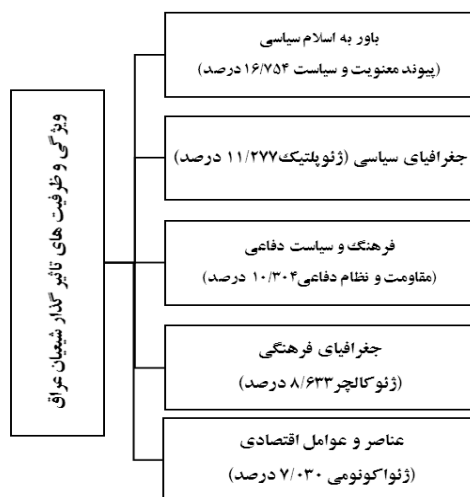 ویژگی و ظرفیت های تاثیر گذار شیعیان عراق
باور به اسلام سیاسی
(پیوند معنویت و سیاست ۱۶/۷۵۴ درصد)
جغرافیای سیاسی (ژئوپلتیک۱۱/۲۷۷ درصد)
فرهنگ و سیاست دفاعی
(مقاومت و نظام دفاعی۱۰/۳۰۴ درصد)
جغرافیای فرهنگی
(ژئوکالچر۸/۶۳۳ درصد)
عناصر و عوامل اقتصادی
(ژئواکونومی ۷/۰۳۰ درصد)